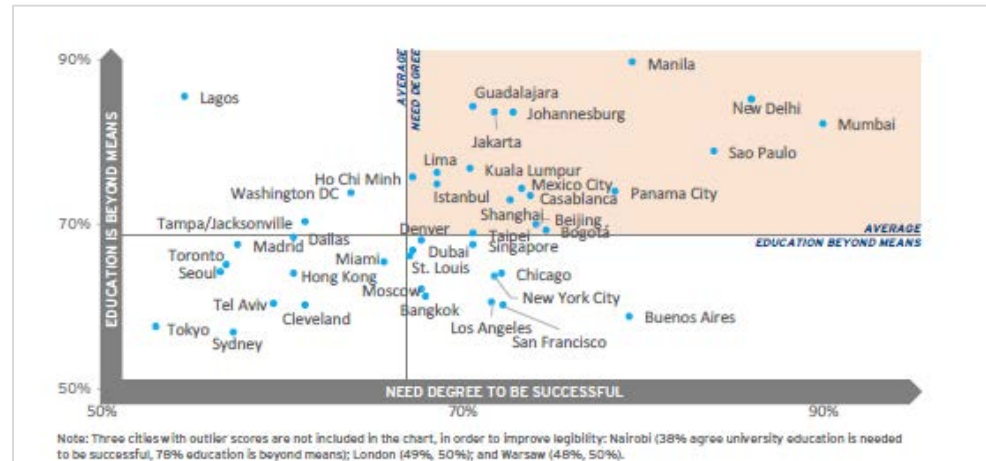 90%
70%
50%
EDUCATION IS BEYOND MEANS
AVERAGE
NEED DEGREE
Manila
Lagos
Guadalajara
New Delhi
Johannesburg
Mumbai
Jakarta
Sao Paulo
Lima
Kuala Lumpur
Ho Chi Minh
Mexico City
Washington DC
Istanbul
Casablanca
Panama City
Shanghai
Beijing
Tampa/Jacksonville
Denver
Bogotá
AVERAGE
Taipei
Dallas
EDUCATION BEYOND MEANS
Madrid
Singapore
Toronto
Dubai
Miami
Seoul
St. Louis
Hong Kong
Chicago
Moscow
New York City
Tel Aviv
Bangkok
Cleveland
Buenos Aires
Los Angeles
Tokyo
San Francisco
Sydney
NEED DEGREE TO BE SUCCESSFUL
50%
70%
90%
Note: Three cities with outlier scores are not included in the chart, in order to improve legibility: Nairobi (38% agree university education is needed
to be successful, 78% education is beyond means); London (49%, 50%); and Warsaw (48%, 50%).